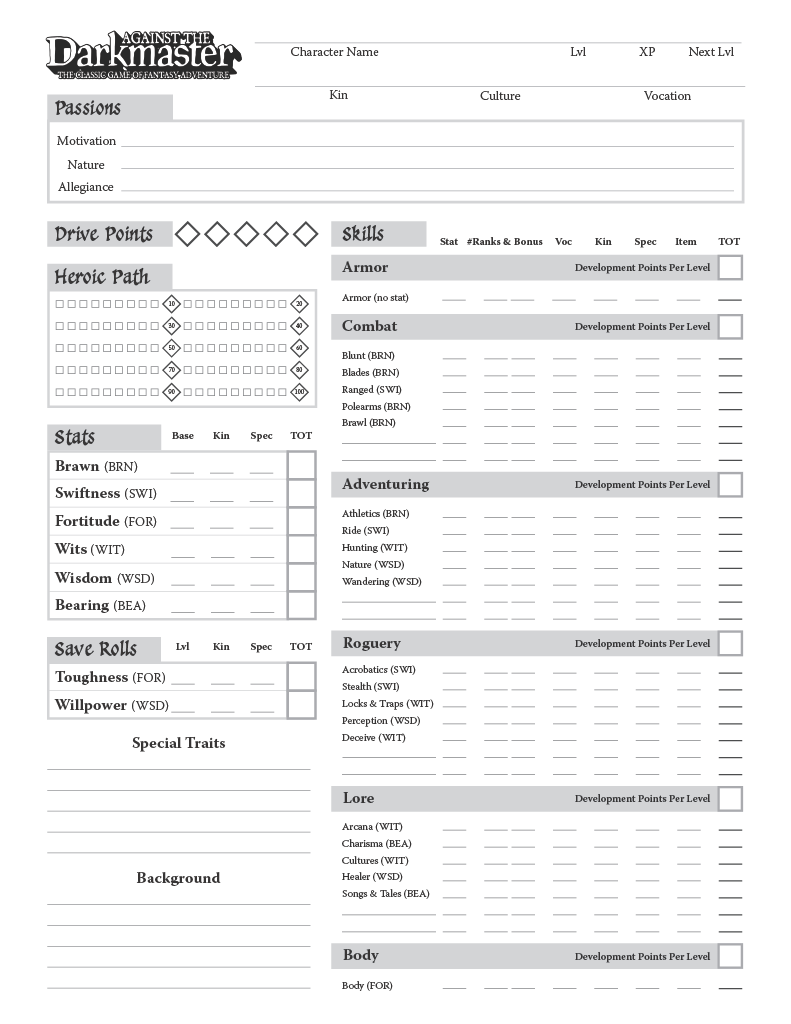 AGAINST THE
Darkmaster
THE CLASSIC GAME OF FANTASY ADVENTURE
Character Name Lvl XP Next Lvl
Kin Culture Vocation
Passions
Motivation
Nature
Allegiance
Drive Points
Heroic Path
10 20
30 40
50 60
70 80
90 100
Stats Base Kin Spec TOT
Brawn (BRN)
Swiftness (SWI)
Fortitude (FOR)
Wits (WIT)
Wisdom (WSD)
Bearing (BEA)
Save Rolls Lvl Kin Spec TOT
Toughness (FOR)
Willpower (WSD)
Special Traits
Background
Skills Stat #Ranks & Bonus Voc Kin Spec Item TOT
Armor Development Points Per Level
Armor (no stat)
Combat Development Points Per Level
Blunt (BRN)
Blades (BRN)
Ranged (SWI)
Polearms (BRN)
Brawl (BRN)
Adventuring Development Points Per Level
Athletics (BRN)
Ride (SWI)
Hunting (WIT)
Nature (WSD)
Wandering (WSD)
Roguery Development Points Per Level
Acrobatics (SWI)
Stealth (SWI)
Locks & Traps (WIT)
Perception (WSD)
Deceive (WIT)
Lore Development Points Per Level
Arcana (WIT)
Charisma (BEA)
Cultures (WIT)
Healer (WSD)
Songs & Tales (BEA)
Body Development Points Per Level
Body (FOR)